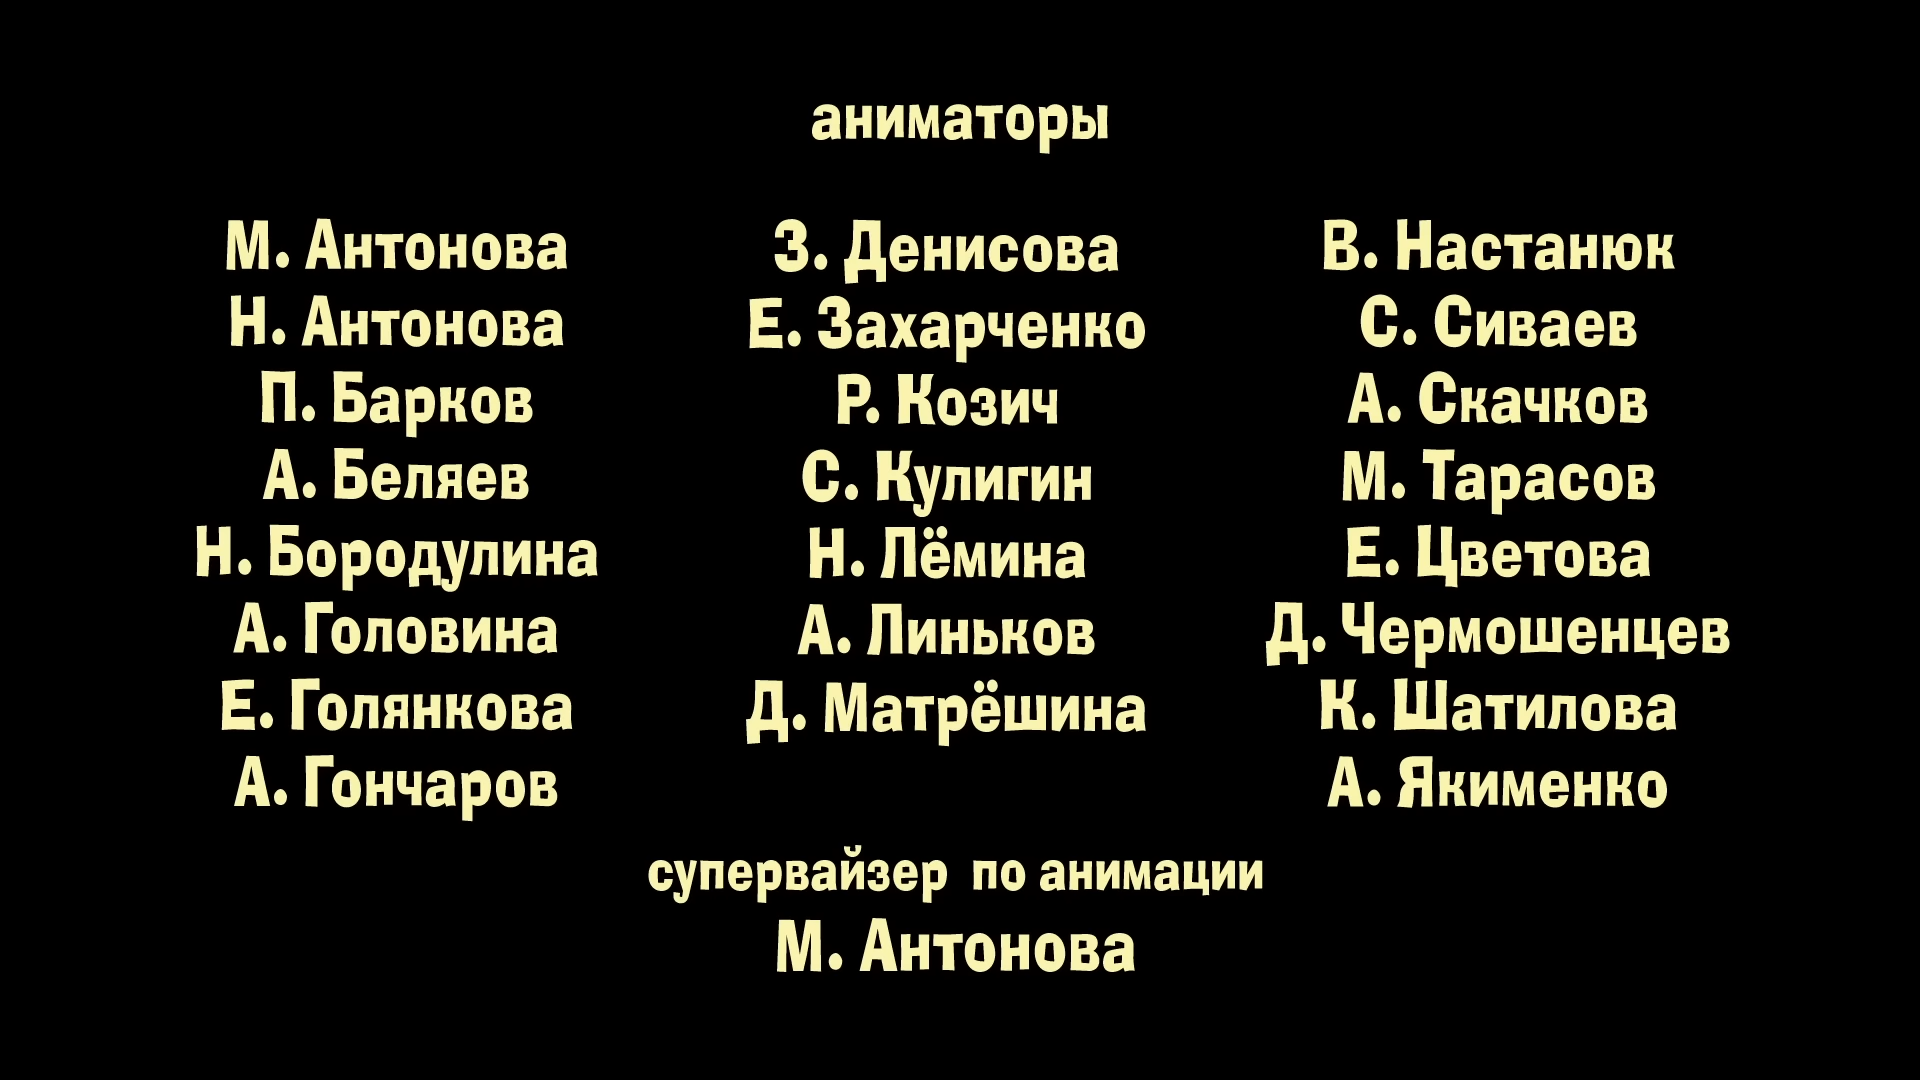 аниматоры
М. Антонова
Н. Антонова
П. Барков
А. Беляев
Н. Бородулина
А. Головина
Е. Голянкова
А. Гончаров
З. Денисова
Е. Захарченко
Р. Козич
С. Кулигин
Н. Лёмина
А. Линьков
Д. Матрёшина
В. Настанюк
С. Сиваев
А. Скачков
М. Тарасов
Е. Цветова
Д. Чермошенцев
К. Шатилова
А. Якименко
супервайзер по анимации
М. Антонова